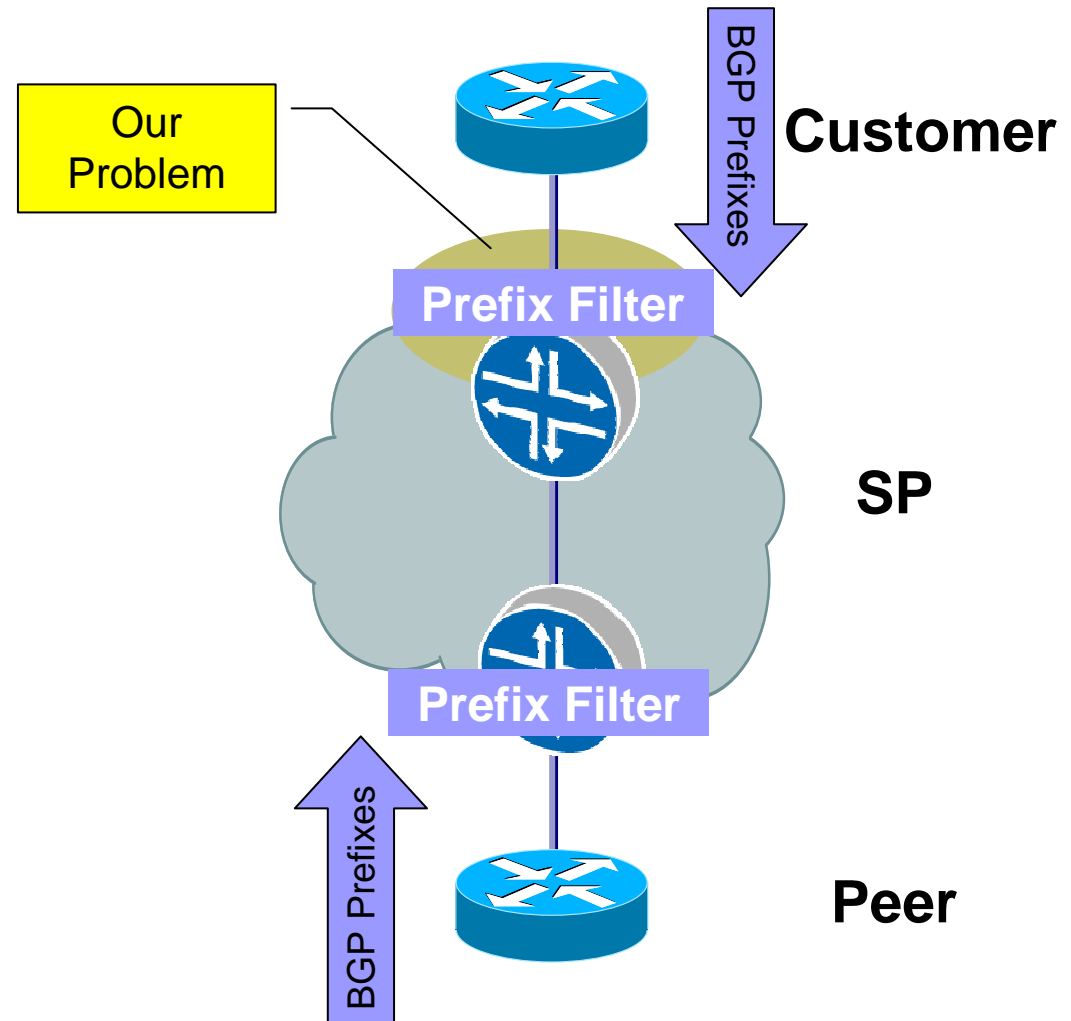 Our
Problem
BGP Prefixes
Customer
Prefix Filter
SP
Prefix Filter
BGP Prefixes
Peer